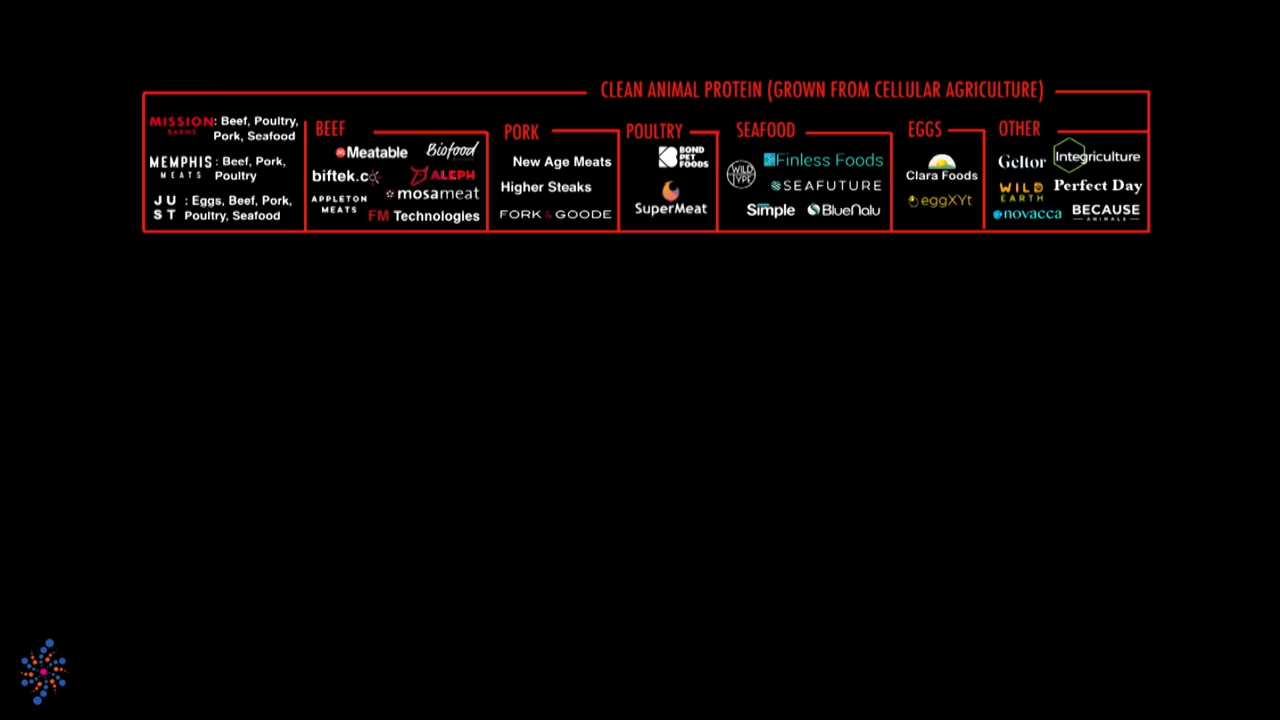 CLEAN ANIMAL PROTEIN (GROWN FROM CELLULAR AGRICULTURE)
MISSION BARNS : Beef, Poultry,
Pork, Seafood
MEMPHIS MEATS : Beef, Pork,
Poultry
JU : Eggs, Beef, Pork,
ST Poultry, Seafood
BEEF
Meatable
Biofood
biftek.co
ALEPH
APPLETON
MEATS
mosameat
FM Technologies
PORK
New Age Meats
Higher Steaks
FORK & GOODE
POULTRY
BOND
PET
FOODS
SuperMeat
SEAFOOD
WILD
TYPE
Finless Foods
SEAFUTURE
Simple
BlueNalu
EGGS
Clara Foods
eggXYt
OTHER
Geltor
Integriculture
WILD
EARTH
Perfect Day
novacca
BECAUSE
ANIMALS